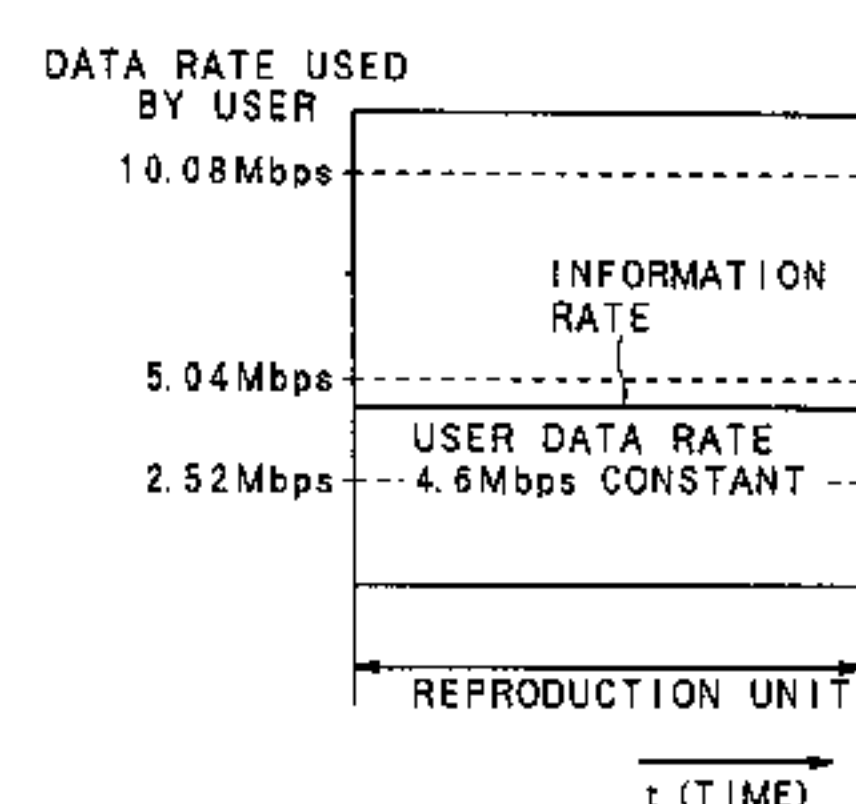 DATA RATE USED
BY USER
10.08Mbps
INFORMATION
RATE
5.04Mbps
USER DATA RATE
2.52Mbps
4.6Mbps CONSTANT
REPRODUCTION UNIT
t (TIME)